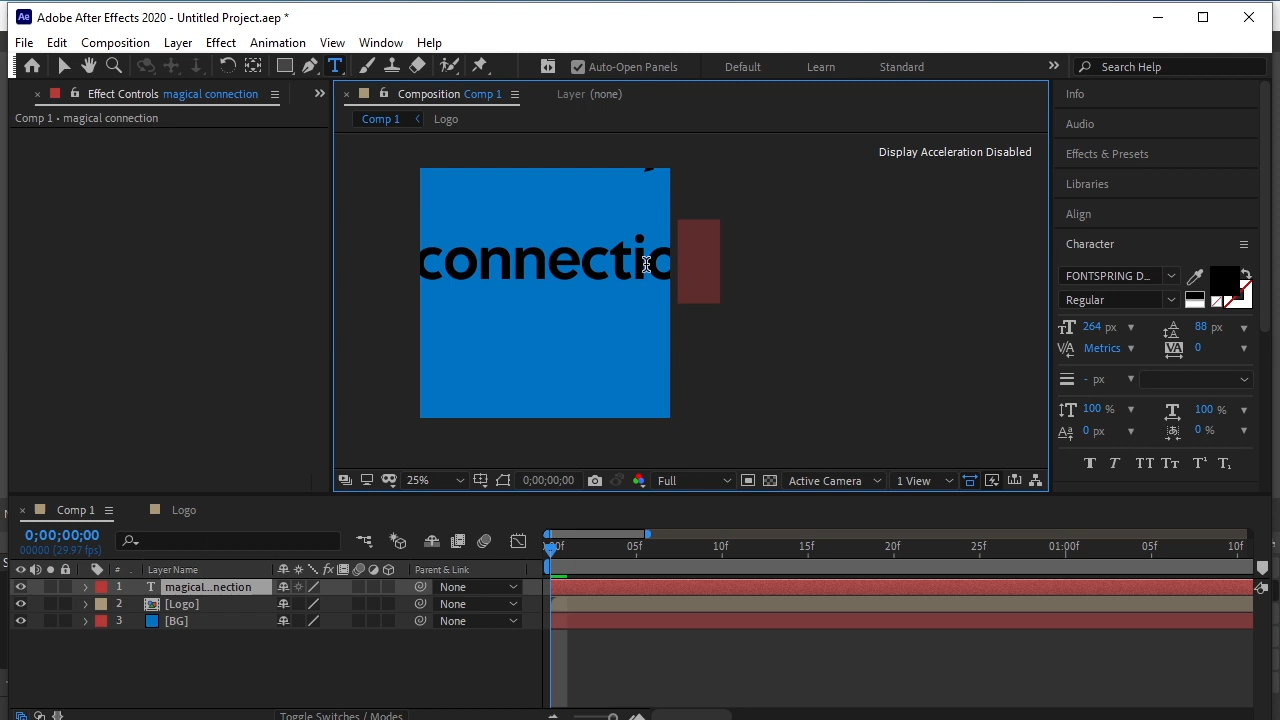 Ae Adobe After Effects 2020 - Untitled Project.aep *
File Edit Composition Layer Effect Animation View Window Help
T Auto-Open Panels Default Learn Standard Search Help
Effect Controls magical connection
Comp 1 • magical connection
Composition Comp 1 Layer (none)
Comp 1 Logo
Display Acceleration Disabled
connectio
25% 0;00;00;00 Full Active Camera 1 View
Info
Audio
Effects & Presets
Libraries
Align
Character
FONTSPRING D...
Regular
264 px 88 px
Metrics 0
- px
100 % 100 %
0 px 0 %
T T TT Tт T¹ T₁
Comp 1 Logo
0;00;00;00
00000 (29.97 fps)
:00f 05f 10f 15f 20f 25f 01:00f 05f 10f
# Layer Name Parent & Link
1 T magical...nection None
2 [Logo] None
3 [BG] None
Toggle Switches / Modes